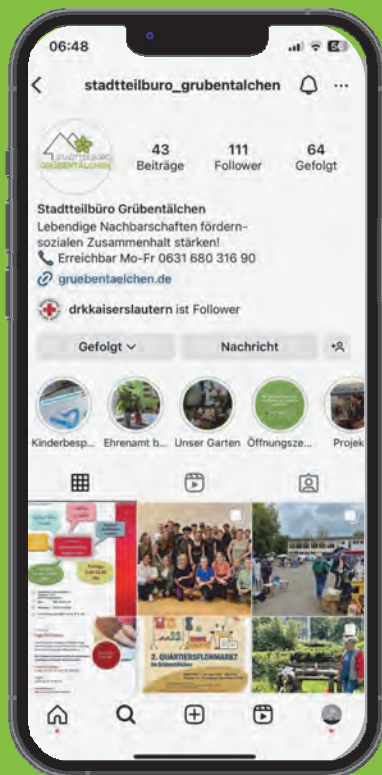 06:48
stadtteilburo_grubentalchen
STADTTEILBÜRO
GRÜBENTÄLCHEN
43 111 64
Beiträge Follower Gefolgt
Stadtteilbüro Grübentälchen
Lebendige Nachbarschaften fördern-
sozialen Zusammenhalt stärken!
Erreichbar Mo-Fr 0631 680 316 90
gruebentaelchen.de
drkkaiserslautern ist Follower
Gefolgt Nachricht
Kinderbesp... Ehrenamt b... Unser Garten Öffnungsze... Projek
2. QUARTIERSFLOHMARKT